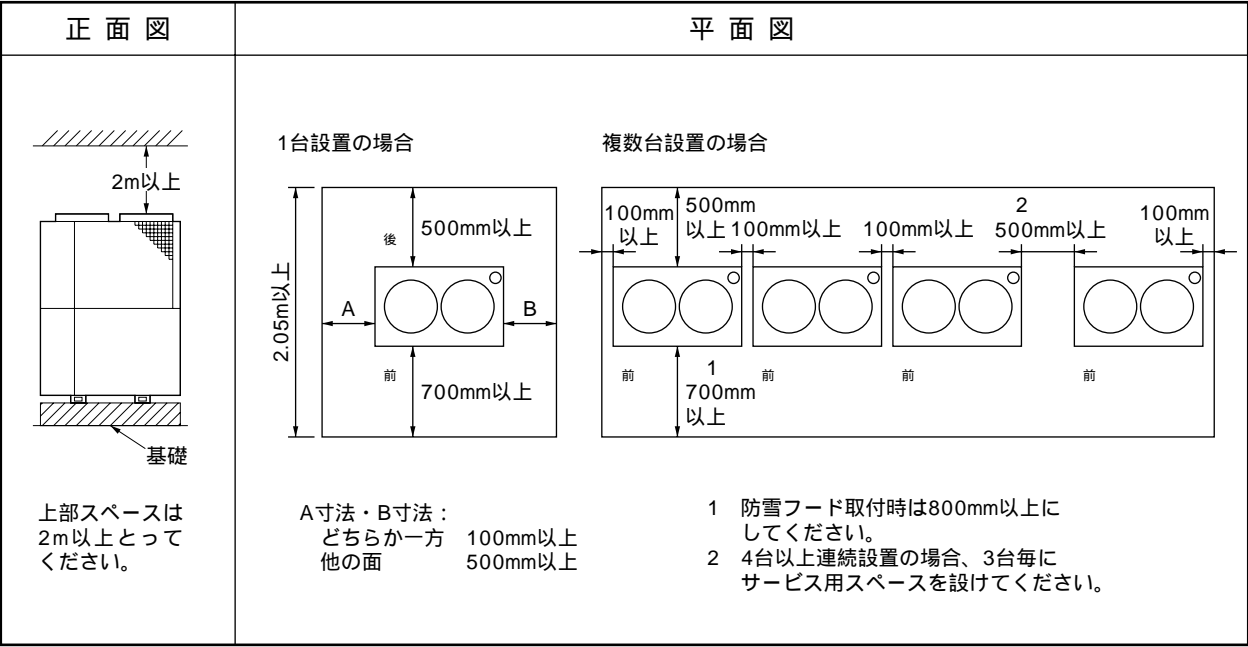 正面図
平面図
2m以上
基礎
上部スペースは
2m以上とって
ください。
1台設置の場合
2.05m以上
後
500mm以上
A
B
前
700mm以上
A寸法・B寸法：
どちらか一方 100mm以上
他の面 500mm以上
複数台設置の場合
100mm
以上
500mm
以上
100mm以上
100mm以上
2
500mm以上
100mm
以上
前
1
700mm
以上
前
前
前
1 防雪フード取付時は800mm以上に
してください。
2 4台以上連続設置の場合、3台毎に
サービス用スペースを設けてください。